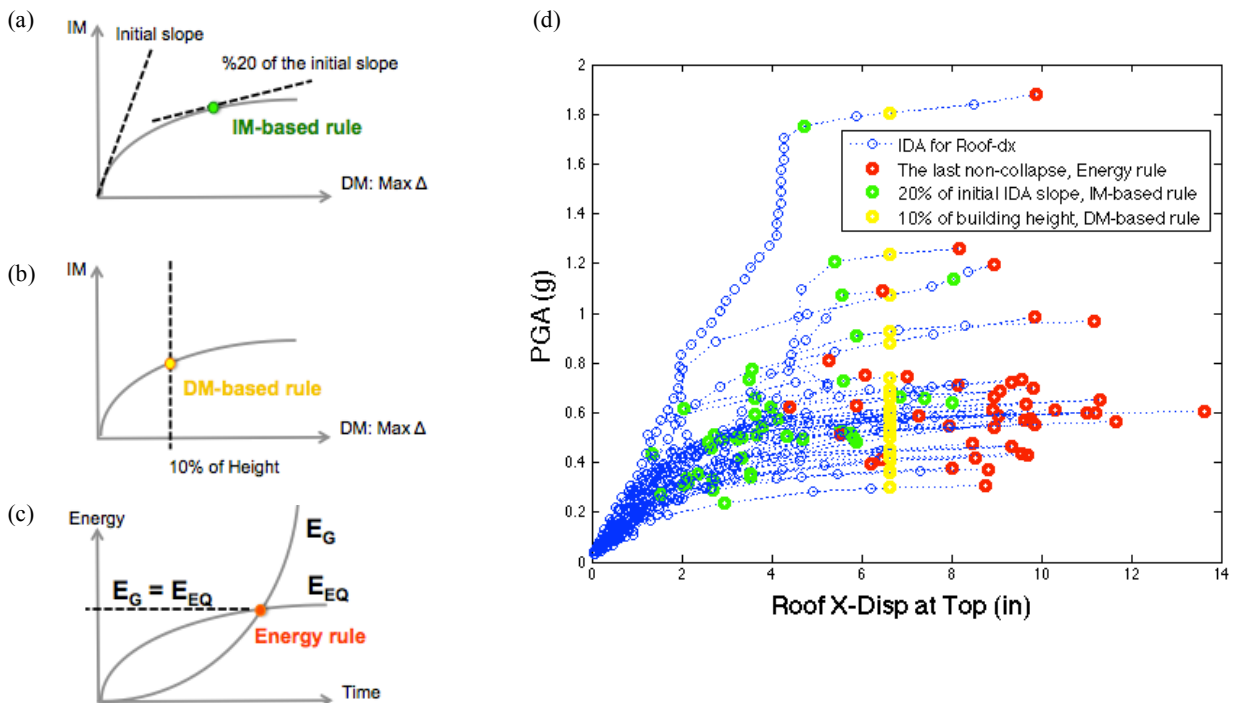 (a)
IM
Initial slope
%20 of the initial slope
IM-based rule
DM: Max Δ
(b)
IM
DM-based rule
DM: Max Δ
10% of Height
(c)
Energy
E_G
E_G = E_EQ
E_EQ
Energy rule
Time
(d)
2
1.8
1.6
1.4
1.2
1
0.8
0.6
0.4
0.2
0
PGA (g)
IDA for Roof-dx
The last non-collapse, Energy rule
20% of initial IDA slope, IM-based rule
10% of building height, DM-based rule
0 2 4 6 8 10 12 14
Roof X-Disp at Top (in)